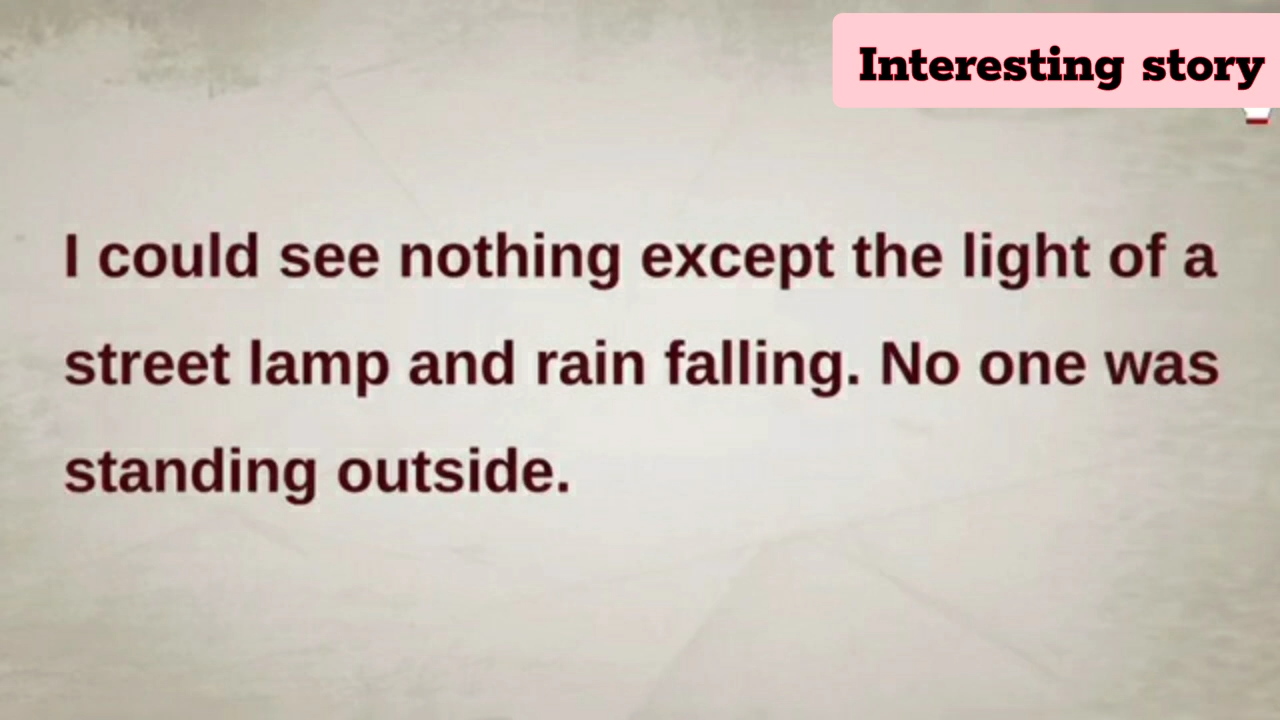 Interesting story
I could see nothing except the light of a
street lamp and rain falling. No one was
standing outside.